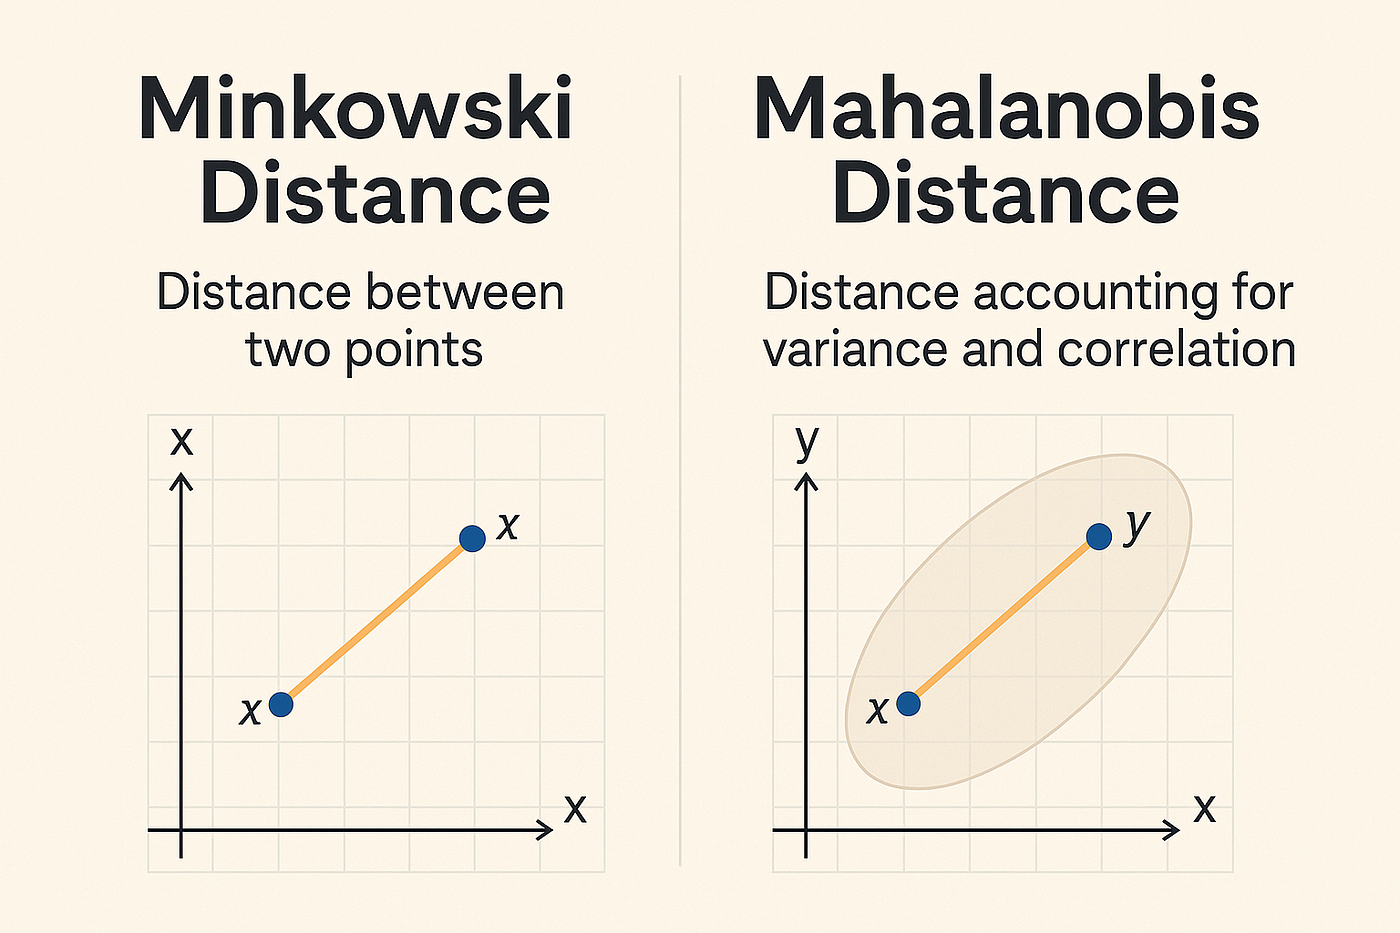 Minkowski
Distance
Distance between
two points
x
x
x
x
Mahalanobis
Distance
Distance accounting for
variance and correlation
y
y
x
x